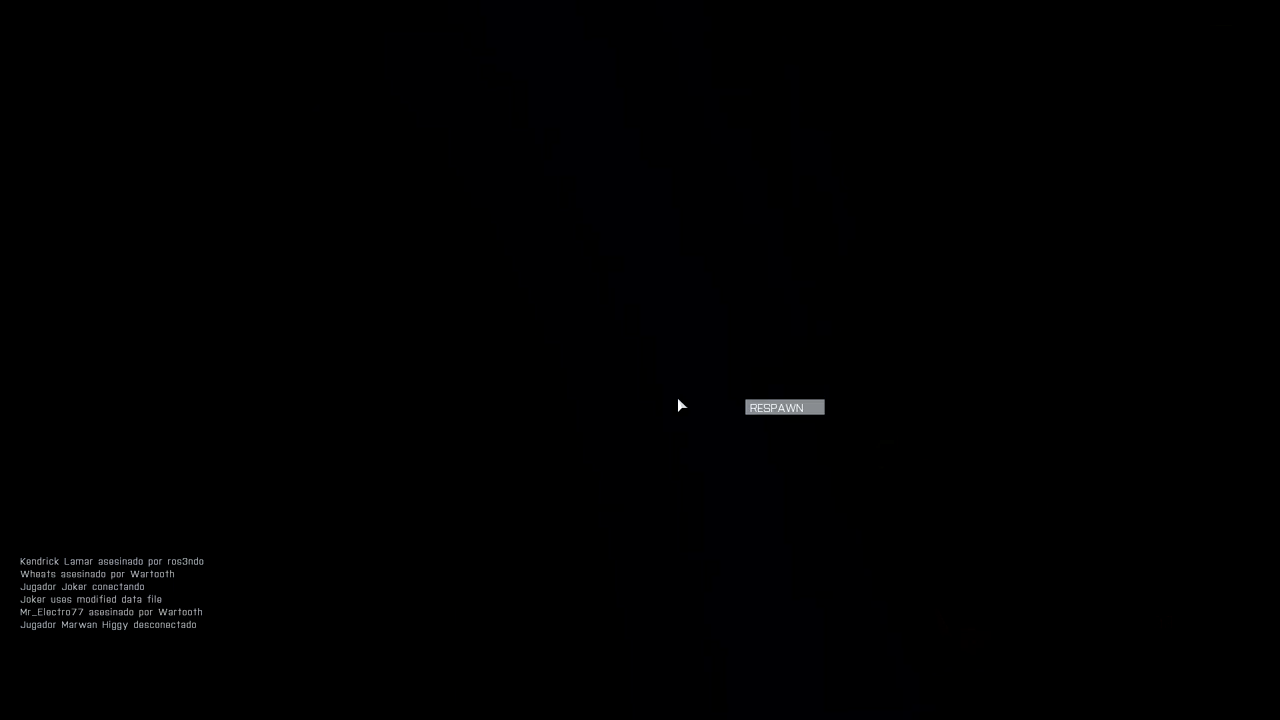 RESPAWN
Kendrick Lamar asesinado por ros3ndo
Wheats asesinado por Wartooth
Jugador Joker conectando
Joker uses modified data file
Mr_Electro77 asesinado por Wartooth
Jugador Marwan Higgy desconectado